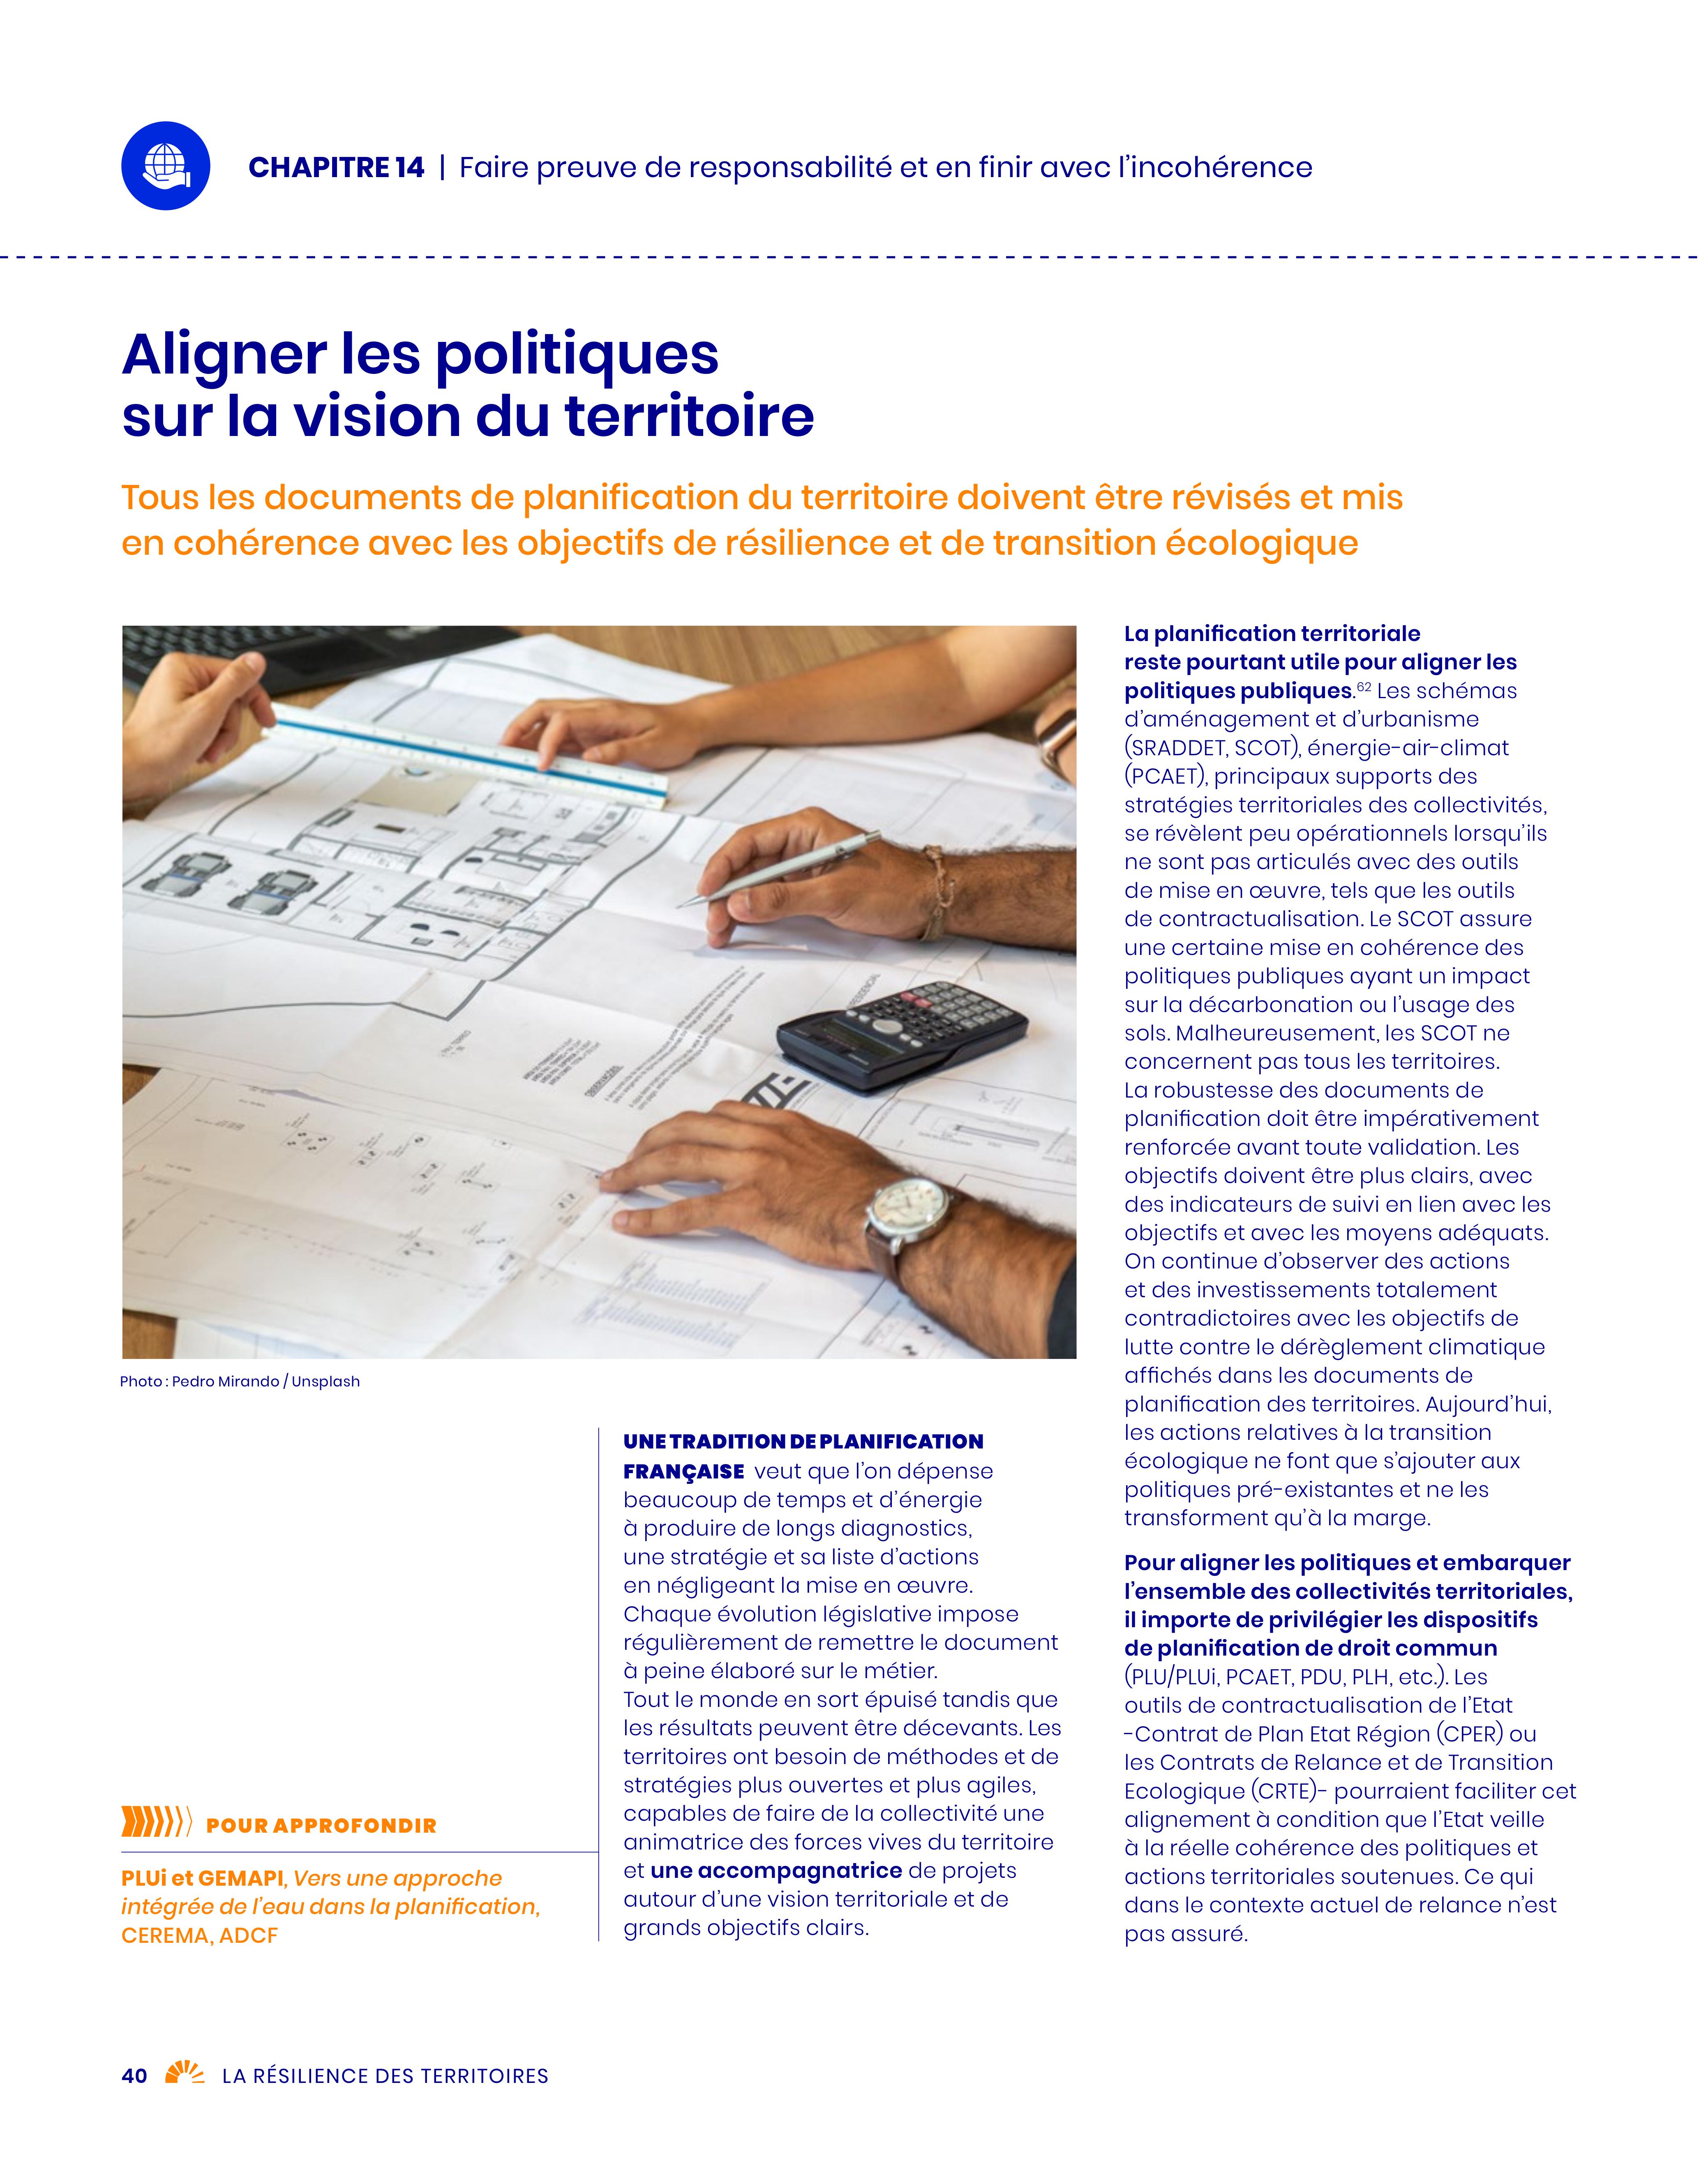 CHAPITRE 14 | Faire preuve de responsabilité et en finir avec l'incohérence
Aligner les politiques
sur la vision du territoire
Tous les documents de planification du territoire doivent être révisés et mis
en cohérence avec les objectifs de résilience et de transition écologique
Photo : Pedro Mirando / Unsplash
UNE TRADITION DE PLANIFICATION
FRANÇAISE veut que l'on dépense
beaucoup de temps et d'énergie
à produire de longs diagnostics,
une stratégie et sa liste d'actions
en négligeant la mise en œuvre.
Chaque évolution législative impose
régulièrement de remettre le document
à peine élaboré sur le métier.
Tout le monde en sort épuisé tandis que
les résultats peuvent être décevants. Les
territoires ont besoin de méthodes et de
stratégies plus ouvertes et plus agiles,
capables de faire de la collectivité une
animatrice des forces vives du territoire
et une accompagnatrice de projets
autour d'une vision territoriale et de
grands objectifs clairs.
La planification territoriale
reste pourtant utile pour aligner les
politiques publiques.62 Les schémas
d'aménagement et d'urbanisme
(SRADDET, SCOT), énergie-air-climat
(PCAET), principaux supports des
stratégies territoriales des collectivités,
se révèlent peu opérationnels lorsqu'ils
ne sont pas articulés avec des outils
de mise en œuvre, tels que les outils
de contractualisation. Le SCOT assure
une certaine mise en cohérence des
politiques publiques ayant un impact
sur la décarbonation ou l'usage des
sols. Malheureusement, les SCOT ne
concernent pas tous les territoires.
La robustesse des documents de
planification doit être impérativement
renforcée avant toute validation. Les
objectifs doivent être plus clairs, avec
des indicateurs de suivi en lien avec les
objectifs et avec les moyens adéquats.
On continue d'observer des actions
et des investissements totalement
contradictoires avec les objectifs de
lutte contre le dérèglement climatique
affichés dans les documents de
planification des territoires. Aujourd'hui,
les actions relatives à la transition
écologique ne font que s'ajouter aux
politiques pré-existantes et ne les
transforment qu'à la marge.
Pour aligner les politiques et embarquer
l'ensemble des collectivités territoriales,
il importe de privilégier les dispositifs
de planification de droit commun
(PLU/PLUi, PCAET, PDU, PLH, etc.). Les
outils de contractualisation de l'Etat
-Contrat de Plan Etat Région (CPER) ou
les Contrats de Relance et de Transition
Ecologique (CRTE)- pourraient faciliter cet
alignement à condition que l'Etat veille
à la réelle cohérence des politiques et
actions territoriales soutenues. Ce qui
dans le contexte actuel de relance n'est
pas assuré.
POUR APPROFONDIR
PLUi et GEMAPI, Vers une approche
intégrée de l'eau dans la planification,
CEREMA, ADCF
40 LA RÉSILIENCE DES TERRITOIRES